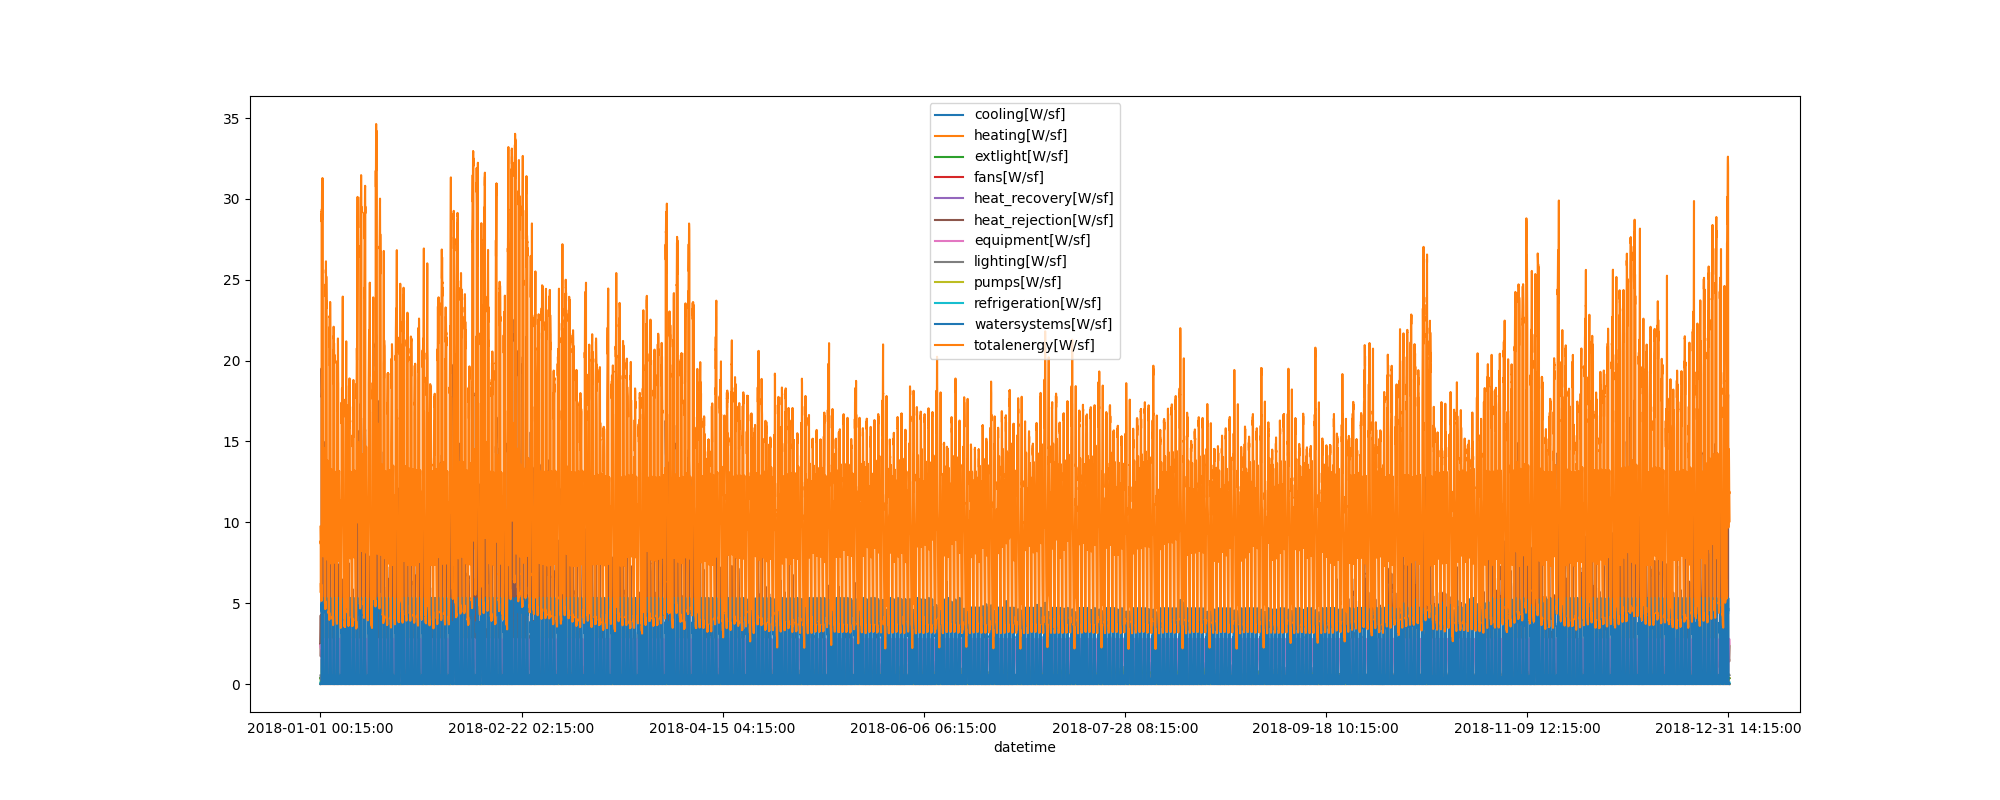 35
30
25
20
15
10
5
0
cooling[W/sf]
heating[W/sf]
extlight[W/sf]
fans[W/sf]
heat_recovery[W/sf]
heat_rejection[W/sf]
equipment[W/sf]
lighting[W/sf]
pumps[W/sf]
refrigeration[W/sf]
watersystems[W/sf]
totalenergy[W/sf]
2018-01-01 00:15:00 2018-02-22 02:15:00 2018-04-15 04:15:00 2018-06-06 06:15:00 2018-07-28 08:15:00 2018-09-18 10:15:00 2018-11-09 12:15:00 2018-12-31 14:15:00
datetime